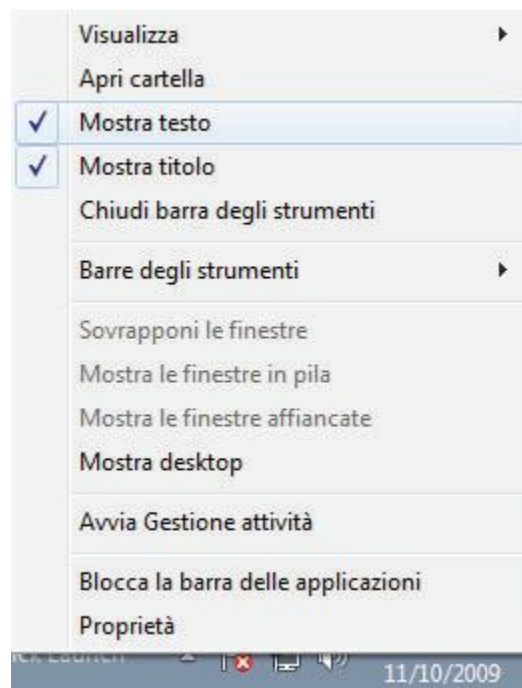 Visualizza
Apri cartella
Mostra testo
Mostra titolo
Chiudi barra degli strumenti
Barre degli strumenti
Sovrapponi le finestre
Mostra le finestre in pila
Mostra le finestre affiancate
Mostra desktop
Avvia Gestione attività
Blocca la barra delle applicazioni
Proprietà
Launch
11/10/2009